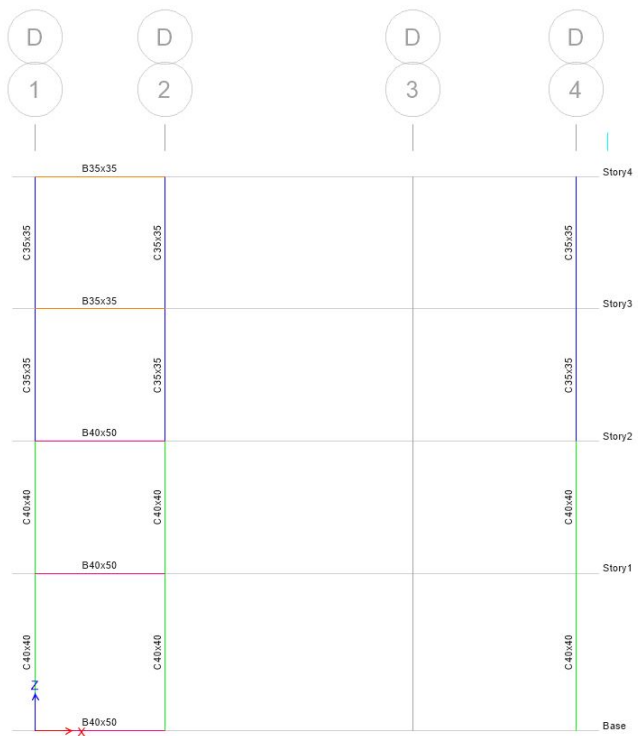 D D D D
1 2 3 4
B35x35
Story4
C35x35 C35x35 C35x35
B35x35
Story3
C35x35 C35x35 C35x35
B40x50
Story2
C40x40 C40x40 C40x40
B40x50
Story1
C40x40 C40x40 C40x40
Z
B40x50
X
Base